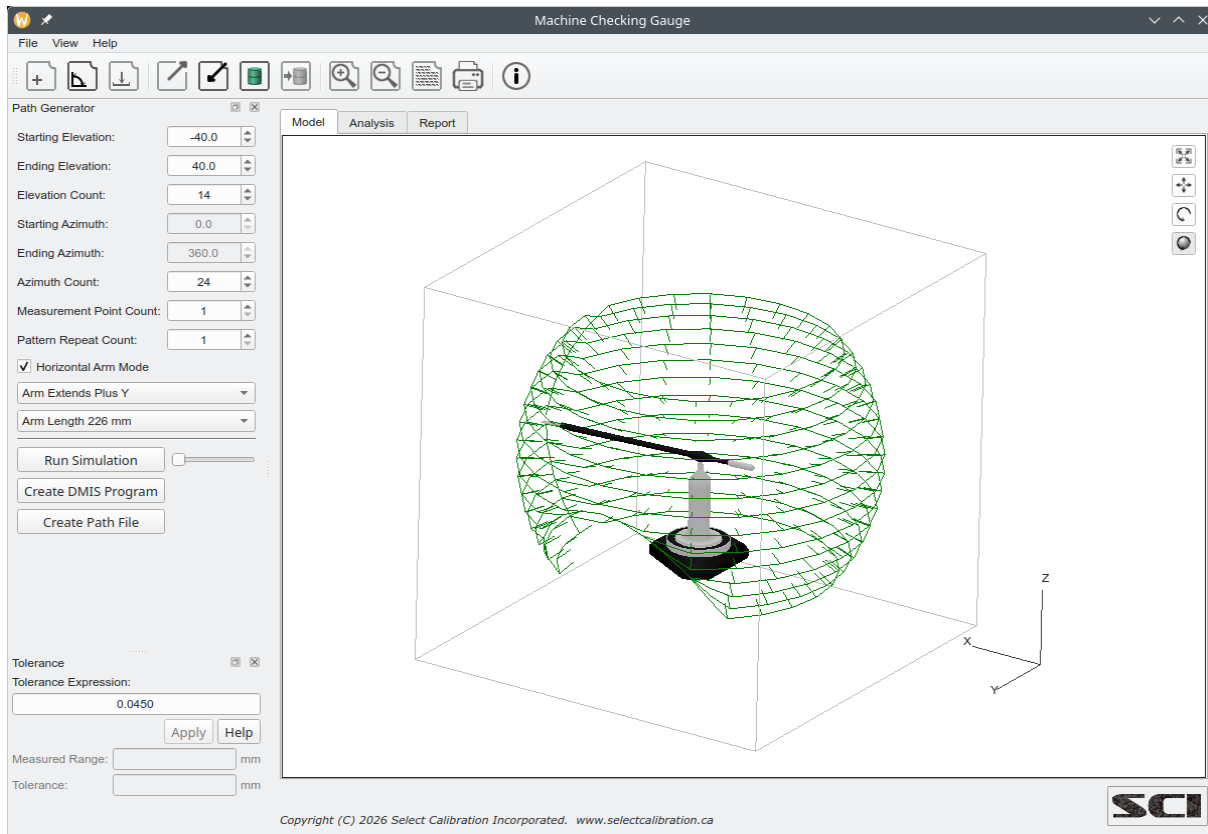 Machine Checking Gauge
File View Help
Path Generator
Starting Elevation: -40.0
Ending Elevation: 40.0
Elevation Count: 14
Starting Azimuth: 0.0
Ending Azimuth: 360.0
Azimuth Count: 24
Measurement Point Count: 1
Pattern Repeat Count: 1
Horizontal Arm Mode
Arm Extends Plus Y
Arm Length 226 mm
Run Simulation
Create DMIS Program
Create Path File
Tolerance
Tolerance Expression:
0.0450
Apply Help
Measured Range: mm
Tolerance: mm
Model Analysis Report
Z
X
Y
SCI
Copyright (C) 2026 Select Calibration Incorporated. www.selectcalibration.ca